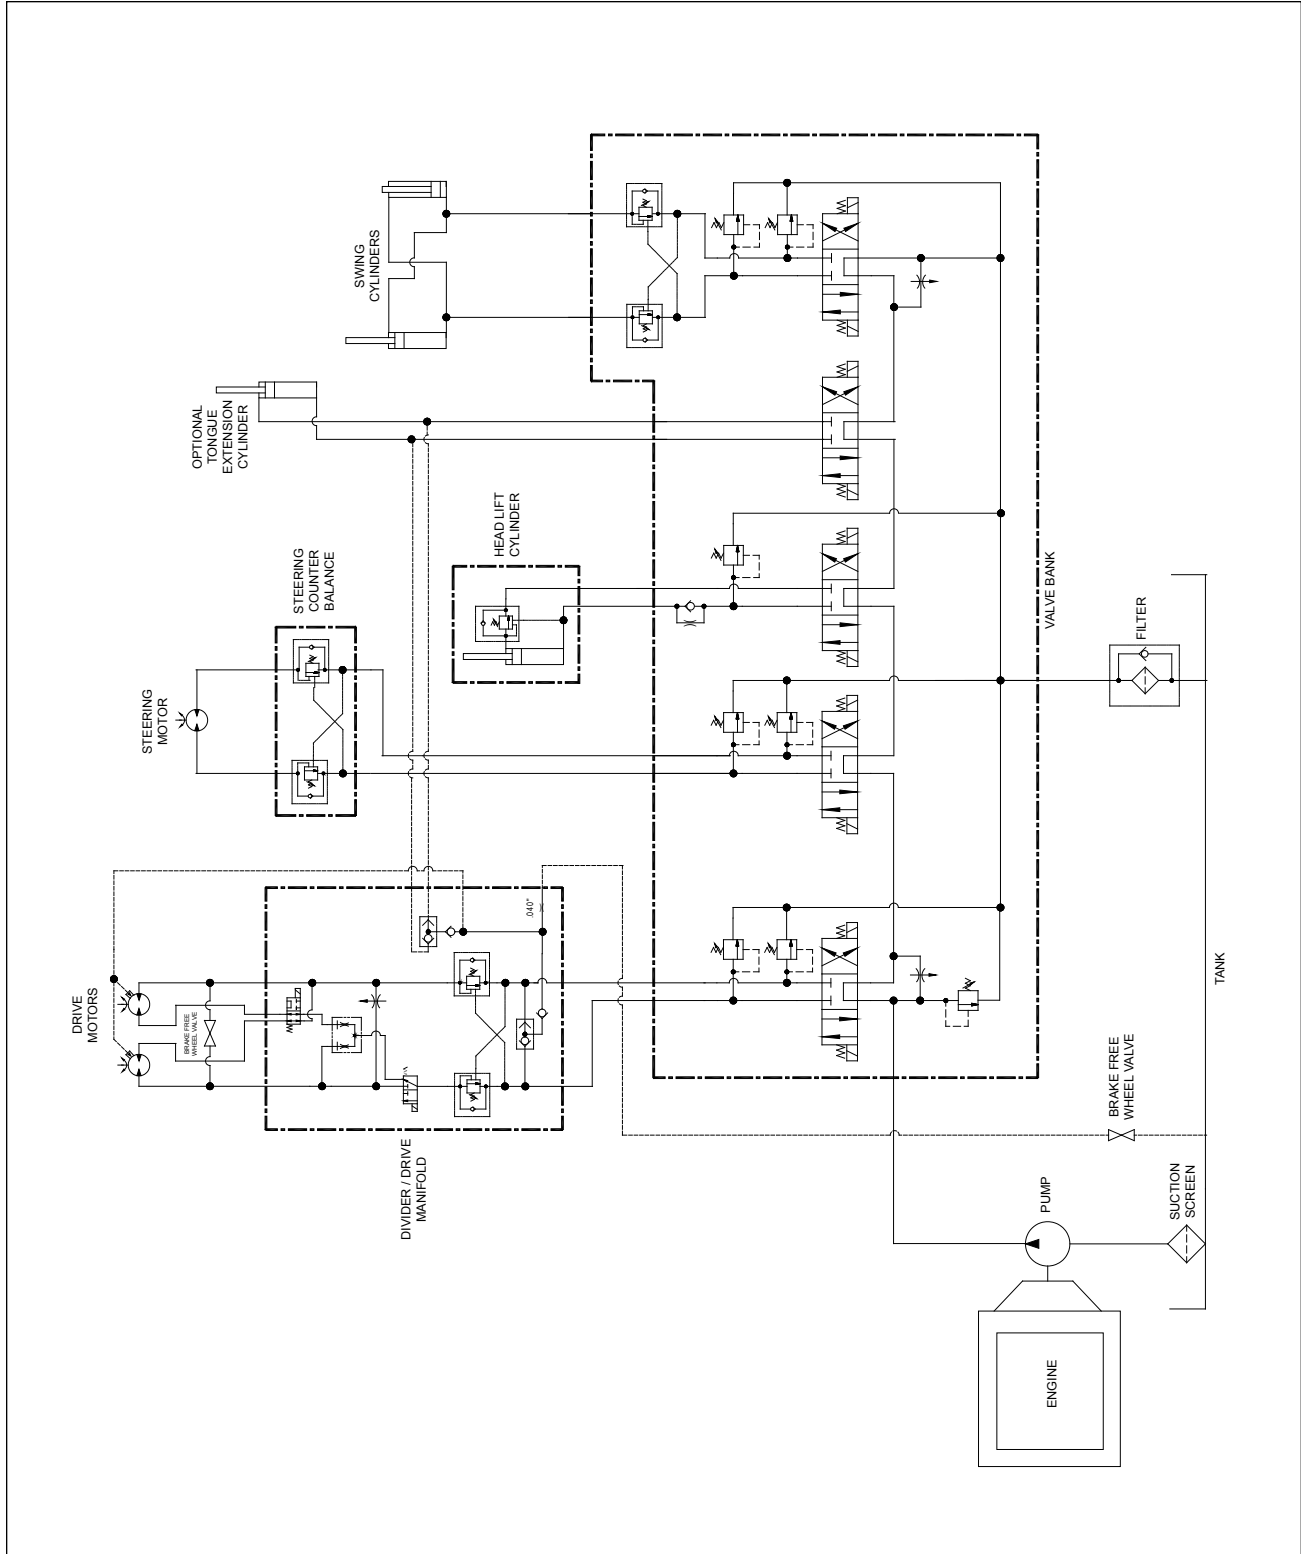 SWING
CYLINDERS
OPTIONAL
TONGUE
EXTENSION
CYLINDER
HEAD LIFT
CYLINDER
STEERING
COUNTER
BALANCE
STEERING
MOTOR
DRIVE
MOTORS
BRAKE FREE
WHEEL VALVE
.040"
DIVIDER / DRIVE
MANIFOLD
VALVE BANK
FILTER
TANK
BRAKE FREE
WHEEL VALVE
SUCTION
SCREEN
PUMP
ENGINE